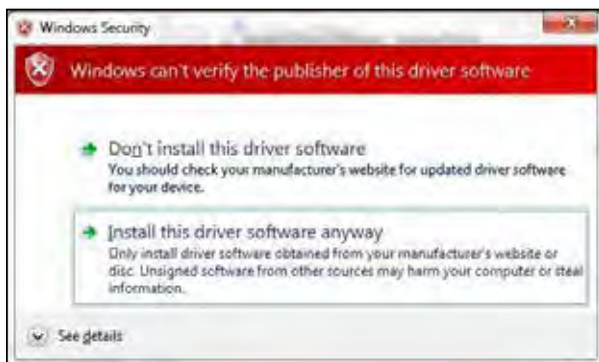 Windows Security
Windows can't verify the publisher of this driver software
Don't install this driver software
You should check your manufacturer's website for updated driver software
for your device.
Install this driver software anyway
Only install driver software obtained from your manufacturer's website or
disc. Unsigned software from other sources may harm your computer or steal
information.
See details